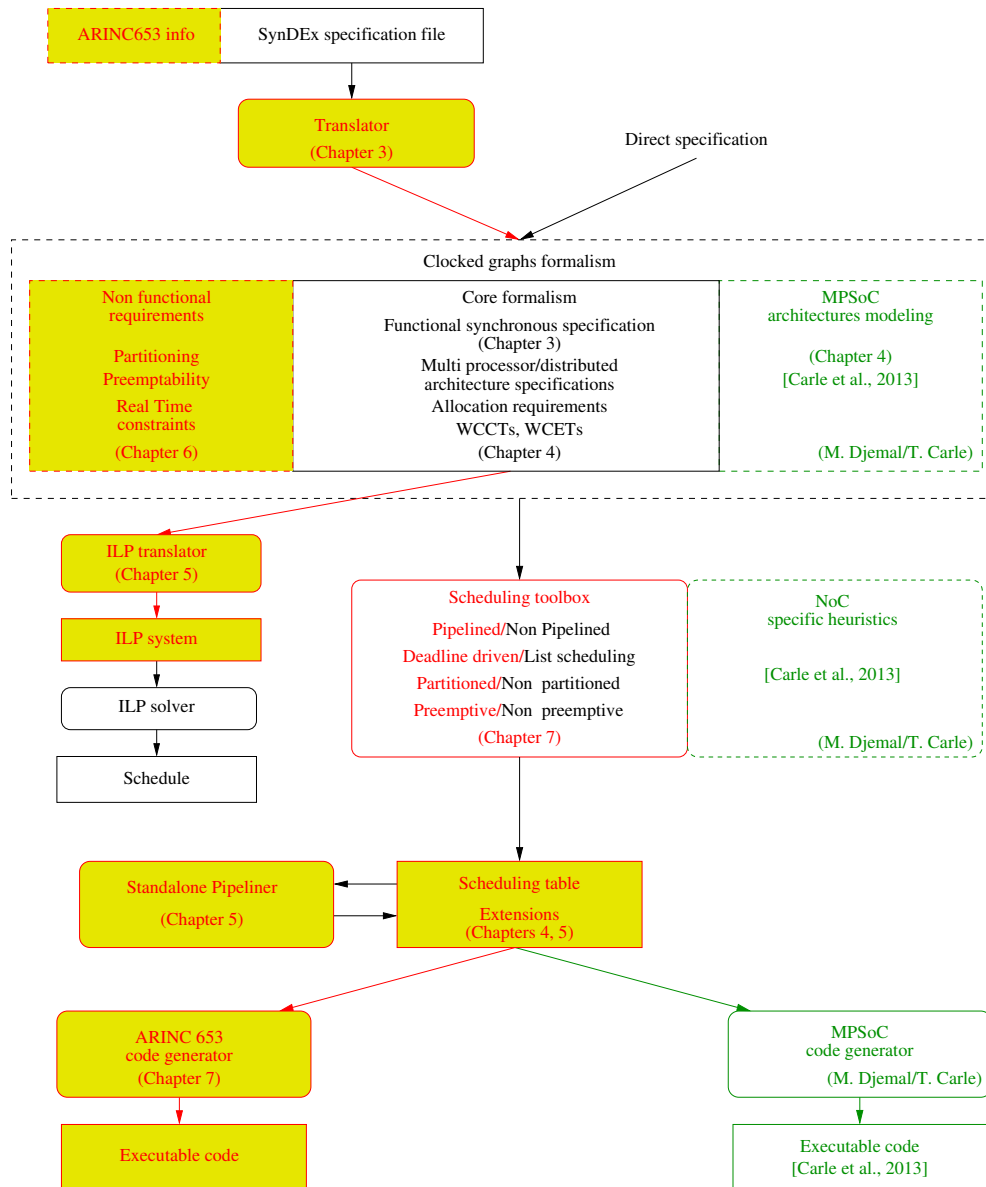 ARINC653 info
SynDEx specification file
Translator
(Chapter 3)
Direct specification
Clocked graphs formalism
Non functional
requirements
Partitioning
Preemptability
Real Time
constraints
(Chapter 6)
Core formalism
Functional synchronous specification
(Chapter 3)
Multi processor/distributed
architecture specifications
Allocation requirements
WCCTs, WCETs
(Chapter 4)
MPSoC
architectures modeling
(Chapter 4)
[Carle et al., 2013]
(M. Djemal/T. Carle)
ILP translator
(Chapter 5)
ILP system
ILP solver
Schedule
Scheduling toolbox
Pipelined/Non Pipelined
Deadline driven/List scheduling
Partitioned/Non partitioned
Preemptive/Non preemptive
(Chapter 7)
NoC
specific heuristics
[Carle et al., 2013]
(M. Djemal/T. Carle)
Standalone Pipeliner
(Chapter 5)
Scheduling table
Extensions
(Chapters 4, 5)
ARINC 653
code generator
(Chapter 7)
MPSoC
code generator
(M. Djemal/T. Carle)
Executable code
Executable code
[Carle et al., 2013]